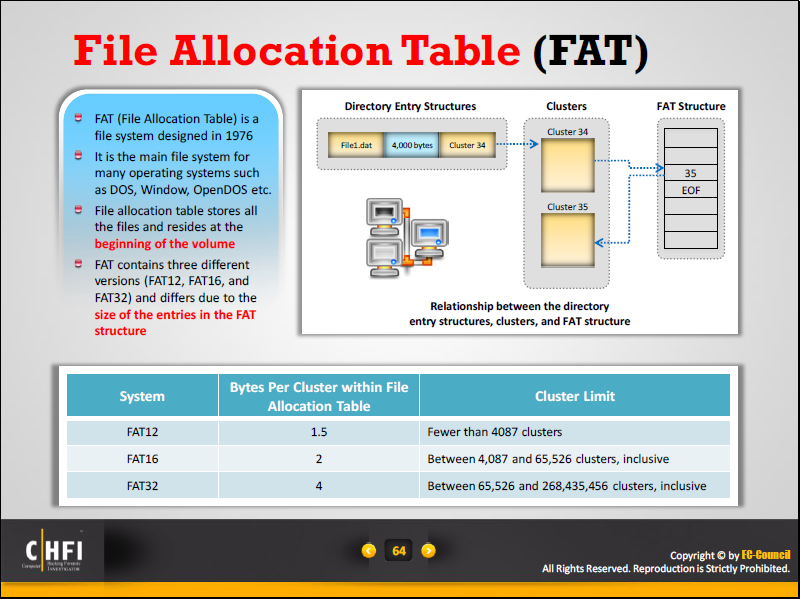 File Allocation Table (FAT)
FAT (File Allocation Table) is a
file system designed in 1976
It is the main file system for
many operating systems such
as DOS, Window, OpenDOS etc.
File allocation table stores all
the files and resides at the
beginning of the volume
FAT contains three different
versions (FAT12, FAT16, and
FAT32) and differs due to the
size of the entries in the FAT
structure
Directory Entry Structures
Clusters
FAT Structure
File1.dat
4,000 bytes
Cluster 34
Cluster 34
Cluster 35
35
EOF
Relationship between the directory
entry structures, clusters, and FAT structure
System
Bytes Per Cluster within File
Allocation Table
Cluster Limit
FAT12
1.5
Fewer than 4087 clusters
FAT16
2
Between 4,087 and 65,526 clusters, inclusive
FAT32
4
Between 65,526 and 268,435,456 clusters, inclusive
CHFI
Computer
Hacking Forensic
INVESTIGATOR
64
Copyright © by EC-Council
All Rights Reserved. Reproduction is Strictly Prohibited.